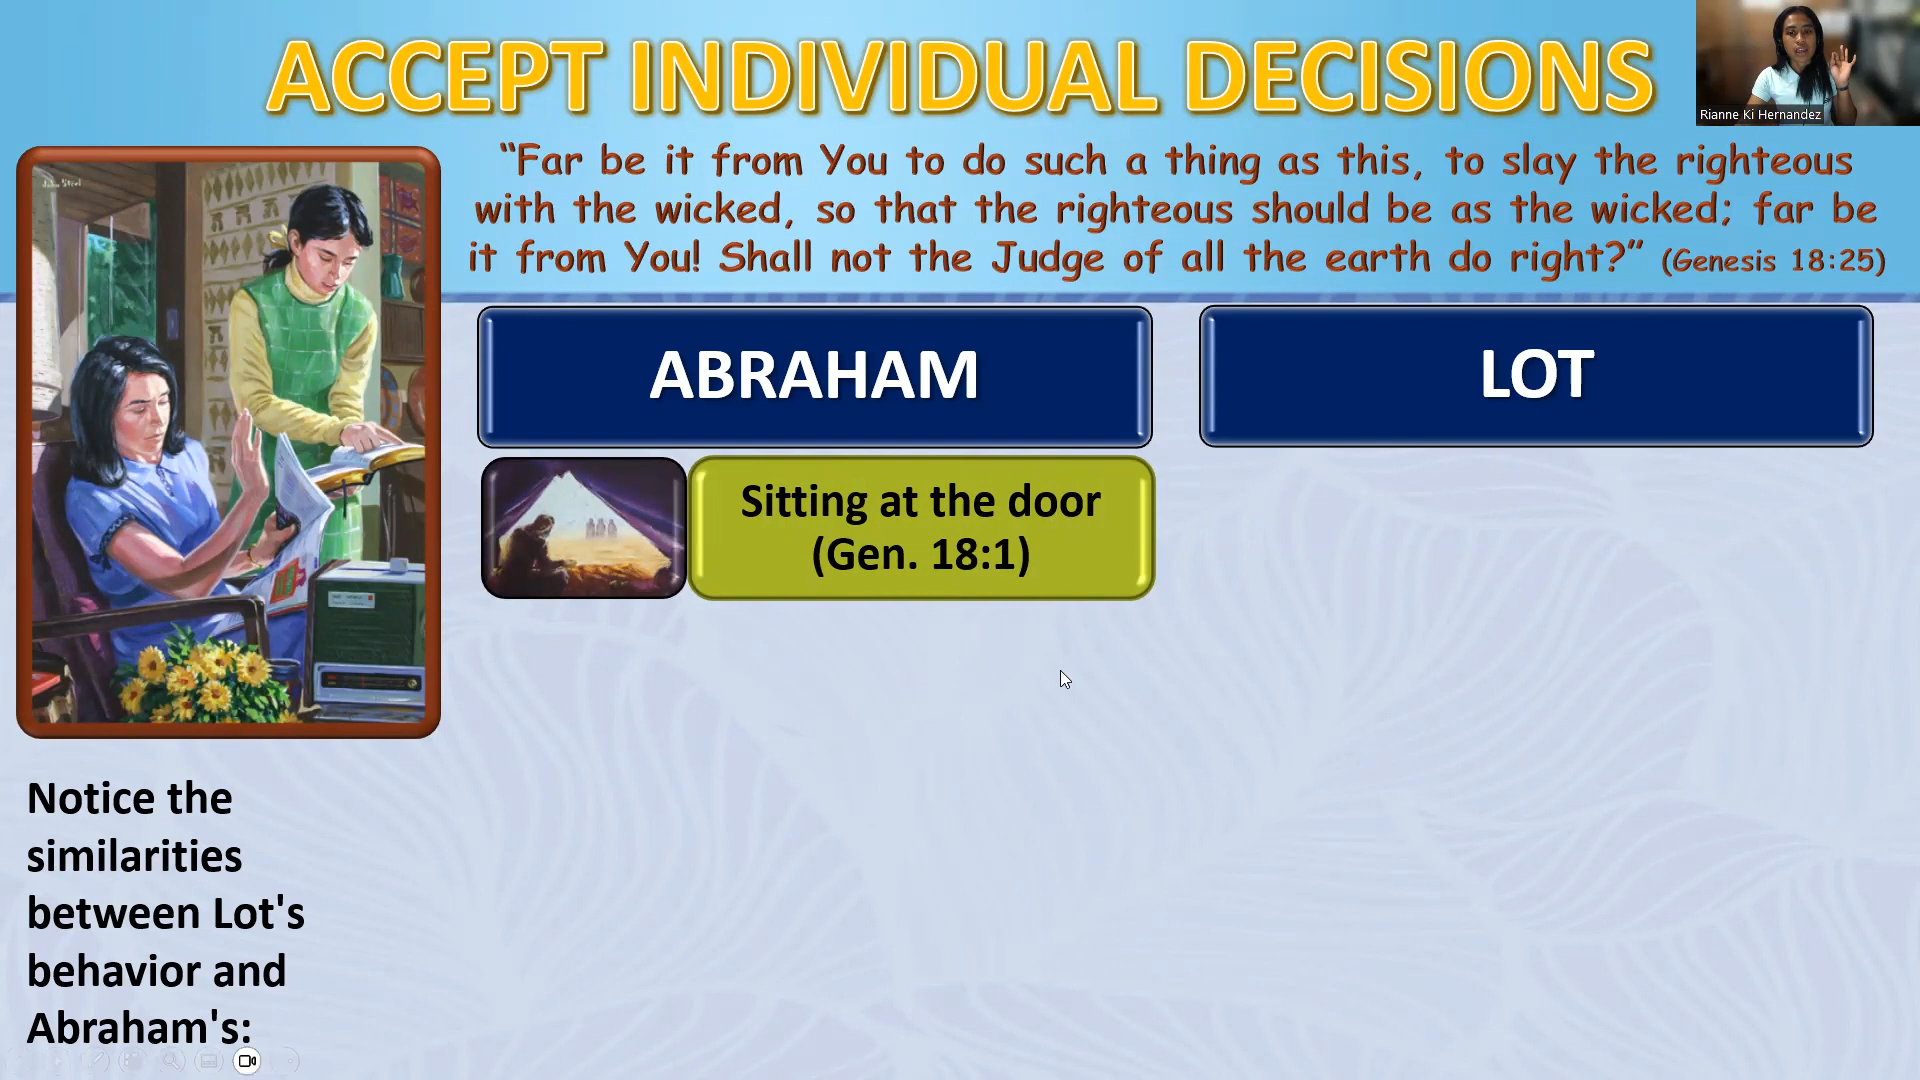 ACCEPT INDIVIDUAL DECISIONS
Rianne Ki Hernandez
“Far be it from You to do such a thing as this, to slay the righteous
with the wicked, so that the righteous should be as the wicked; far be
it from You! Shall not the Judge of all the earth do right?” (Genesis 18:25)
ABRAHAM
LOT
Sitting at the door
(Gen. 18:1)
Notice the
similarities
between Lot's
behavior and
Abraham's: